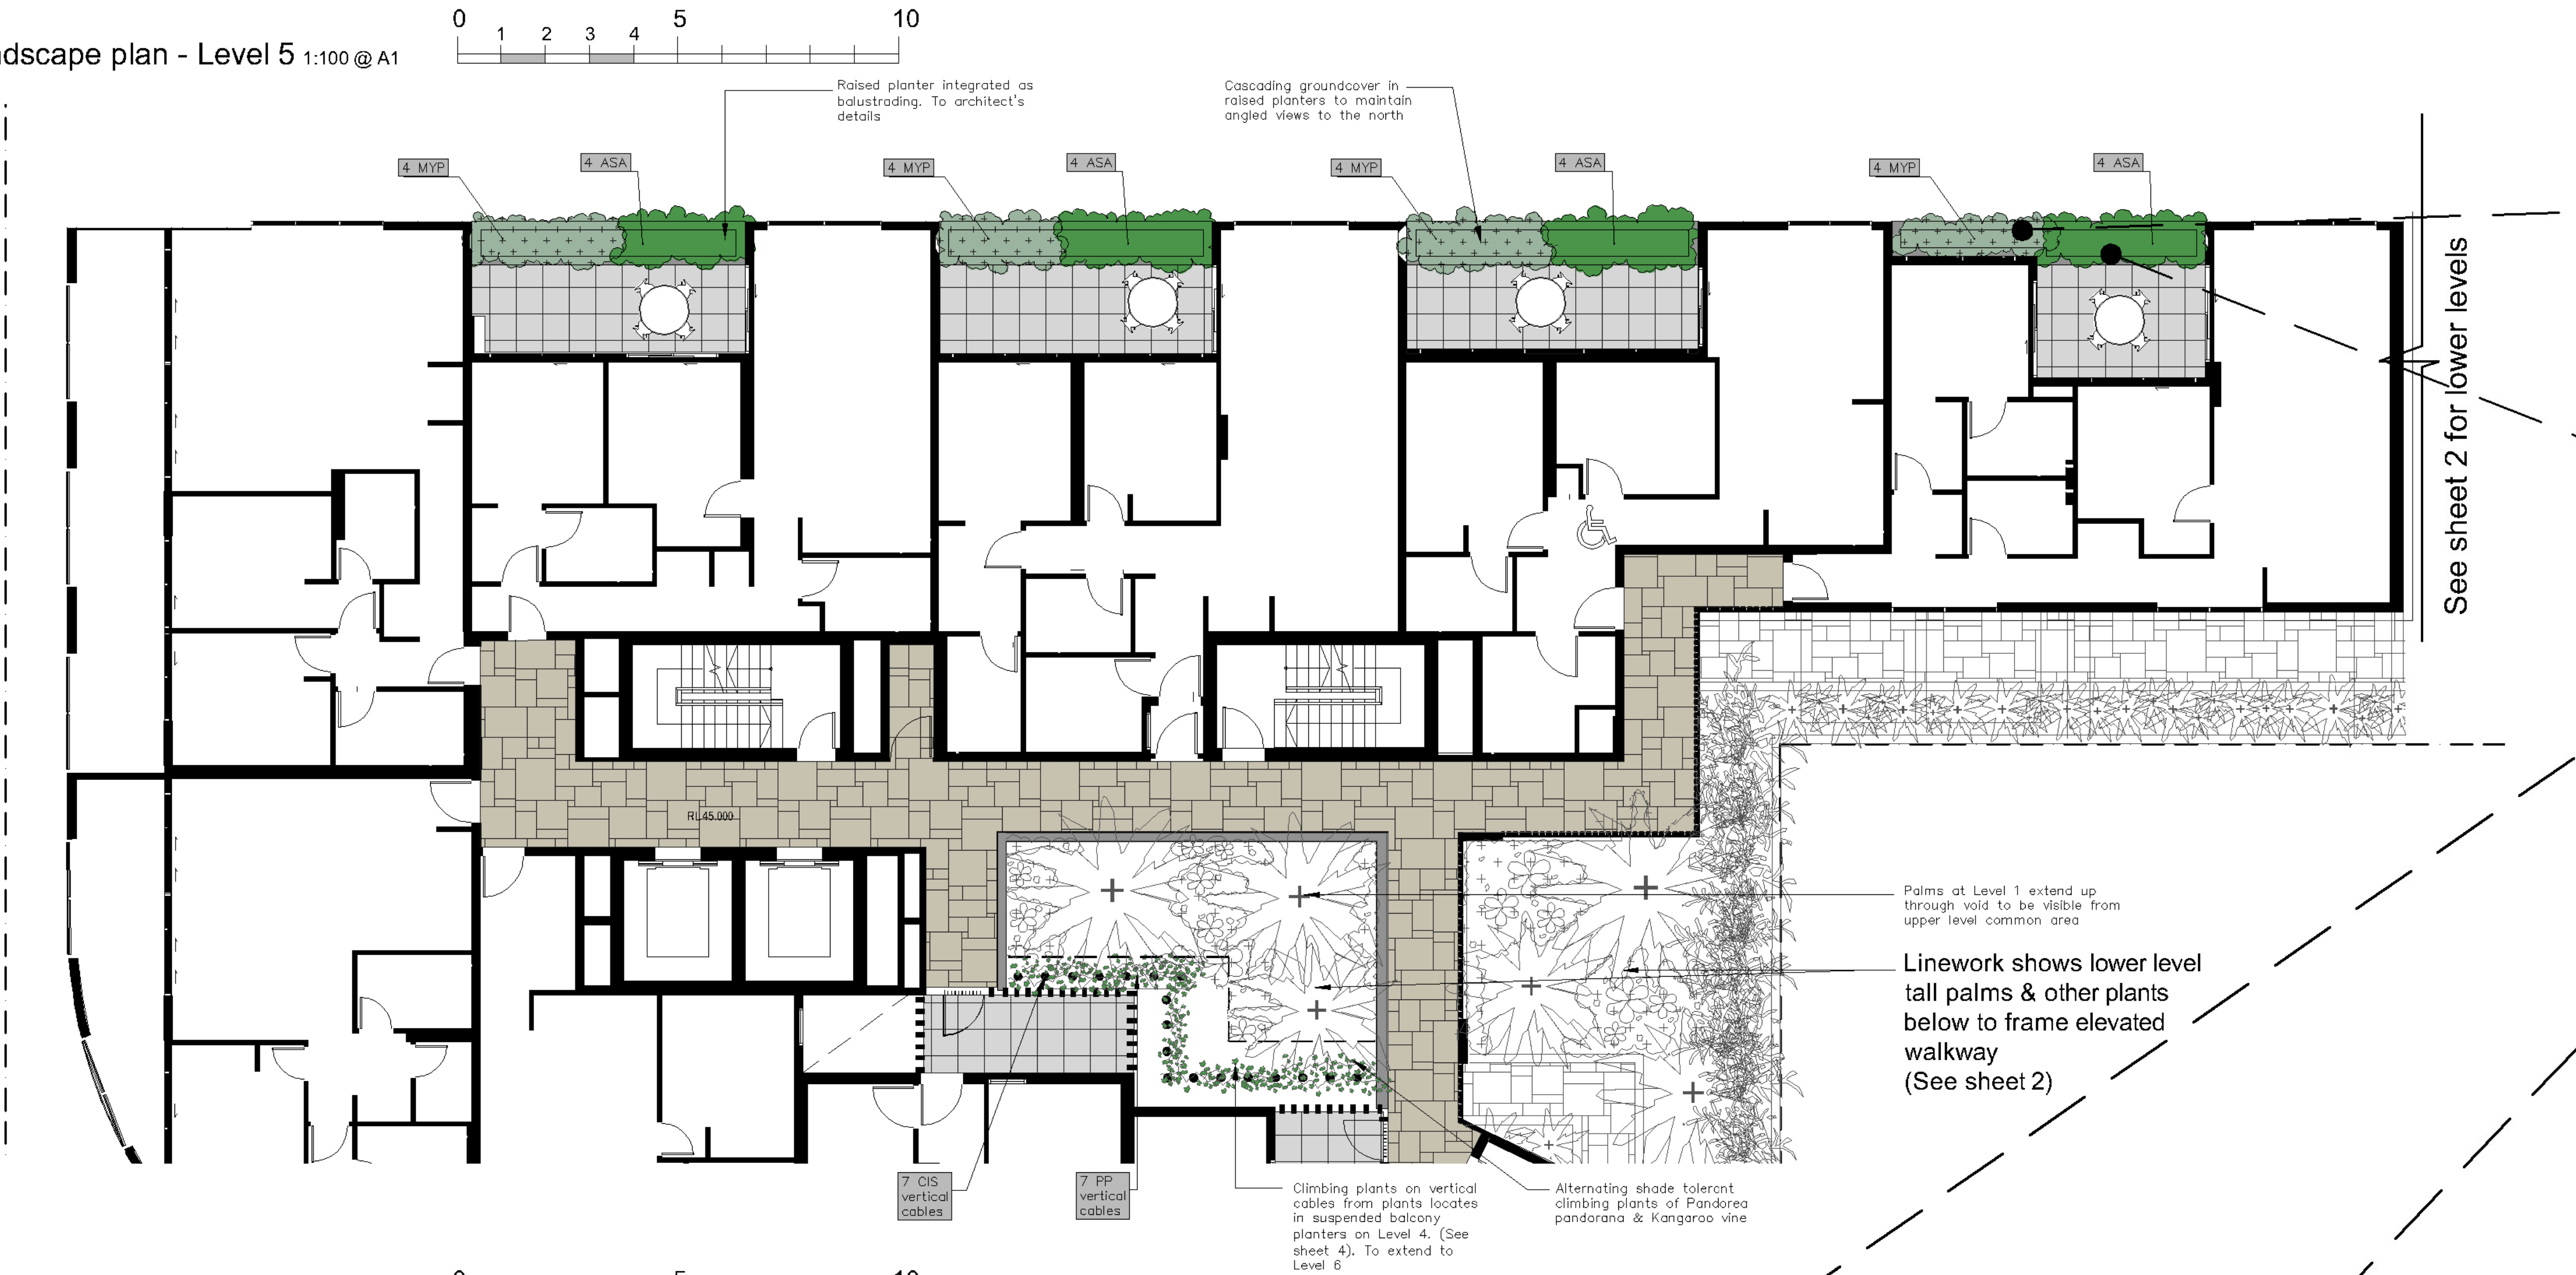 0 5 10
1 2 3 4
dscape plan - Level 5 1:100 @ A1
Raised planter integrated as
balustrading. To architect's
details
Cascading groundcover in
raised planters to maintain
angled views to the north
4 MYP
4 ASA
4 MYP
4 ASA
4 MYP
4 ASA
4 MYP
4 ASA
See sheet 2 for lower levels
RL45.000
Palms at Level 1 extend up
through void to be visible from
upper level common area
Linework shows lower level
tall palms & other plants
below to frame elevated
walkway
(See sheet 2)
7 CIS
vertical
cables
7 PP
vertical
cables
Climbing plants on vertical
cables from plants locates
in suspended balcony
planters on Level 4. (See
sheet 4). To extend to
Level 6
Alternating shade tolerant
climbing plants of Pandorea
pandorana & Kangaroo vine